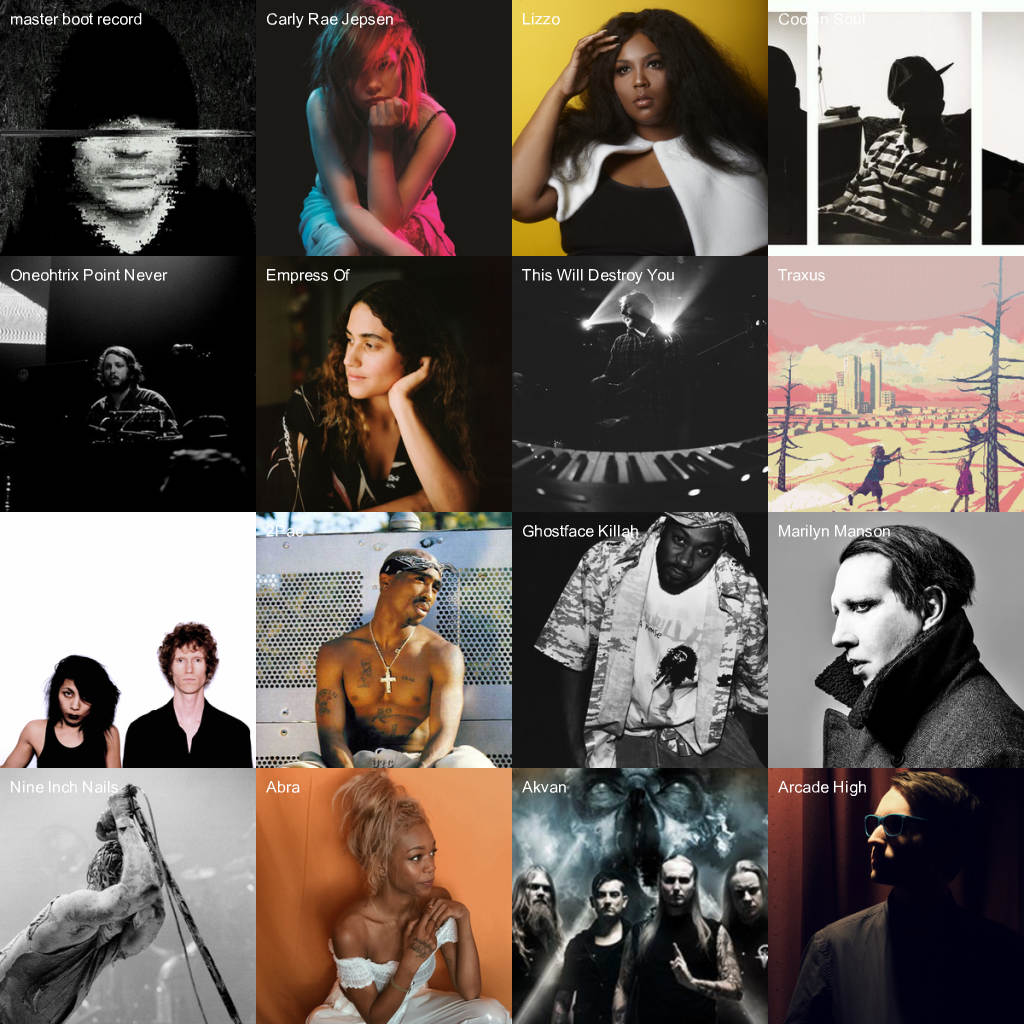 master boot record
Carly Rae Jepsen
Lizzo
Cookin Soul
Oneohtrix Point Never
Empress Of
This Will Destroy You
Traxus
2Pac
Ghostface Killah
Marilyn Manson
Nine Inch Nails
Abra
Akvan
Arcade High